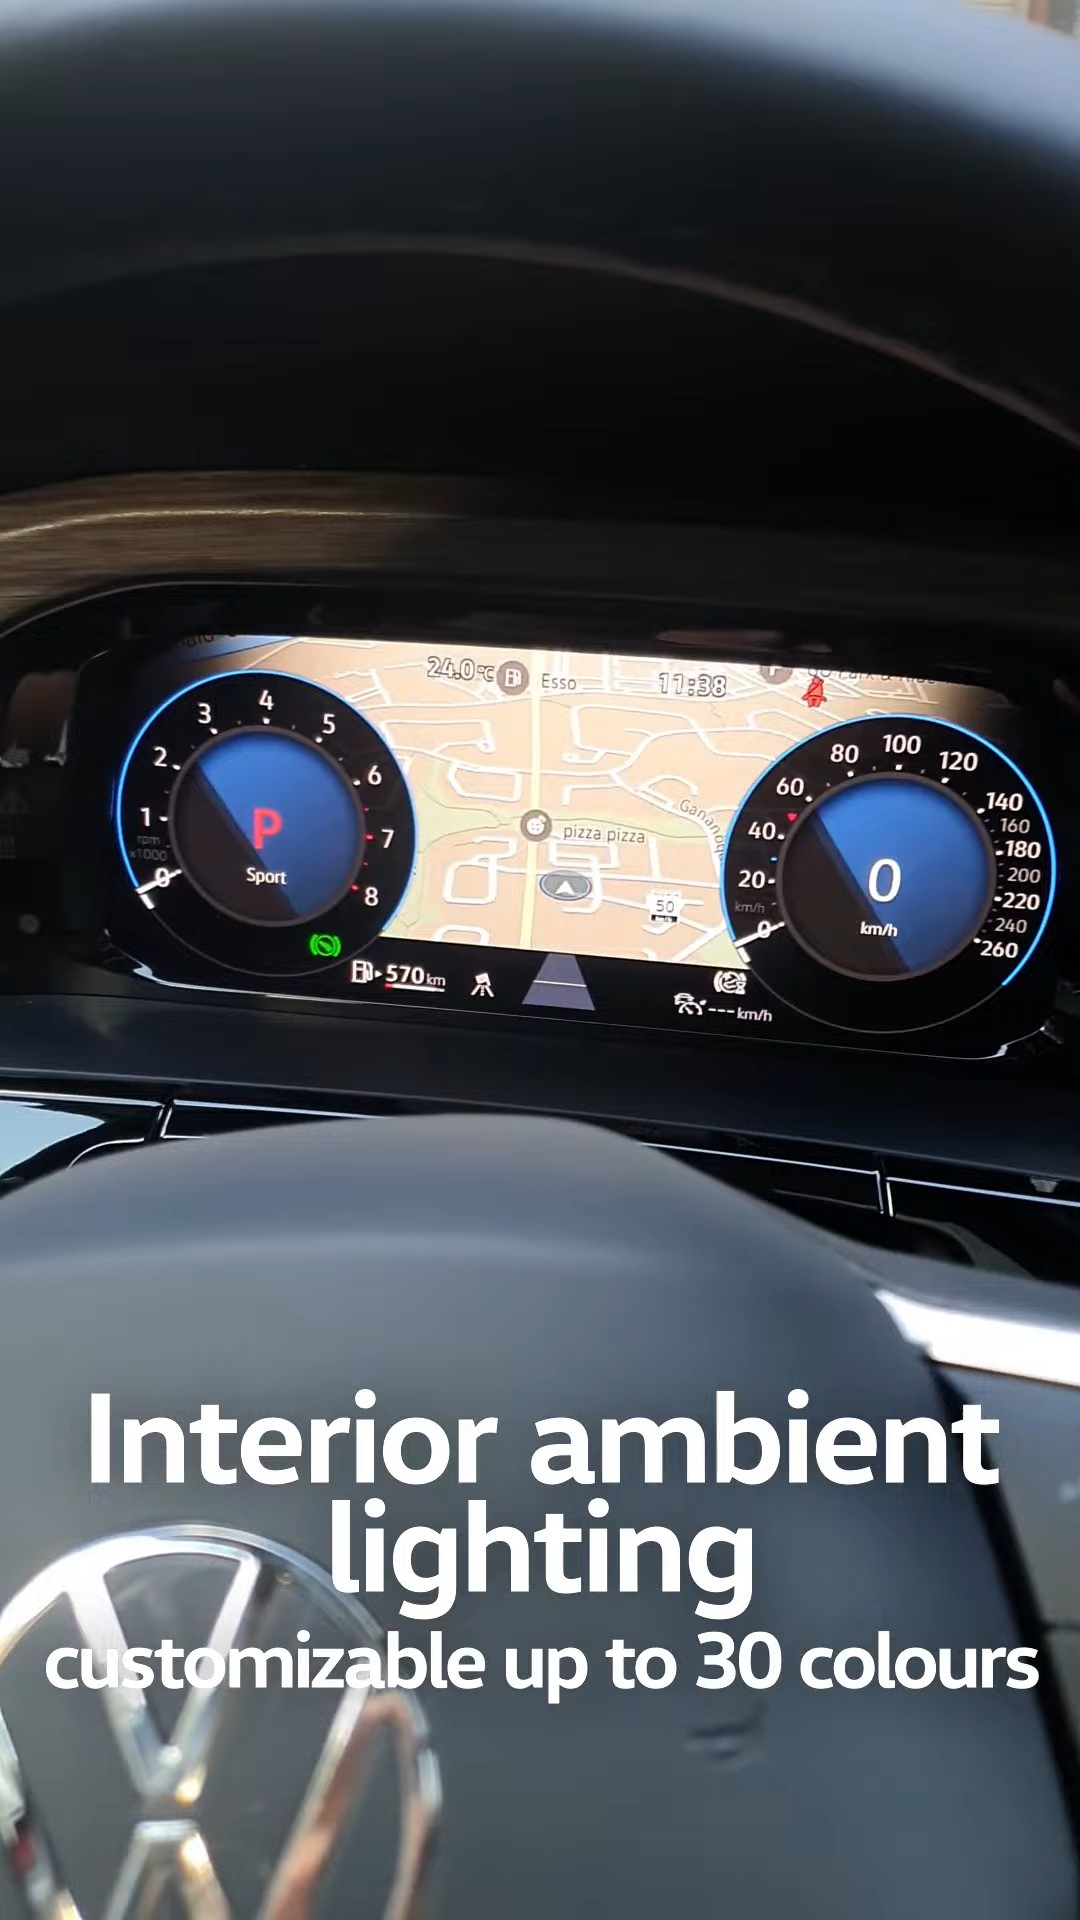 24.0°C
Esso
11:38
0
1
2
3
4
5
6
7
8
rpm
x1000
P
Sport
pizza pizza
50
0
20
40
60
80
100
120
140
160
180
200
220
240
260
km/h
0
km/h
570 km
---km/h
Interior ambient
lighting
customizable up to 30 colours